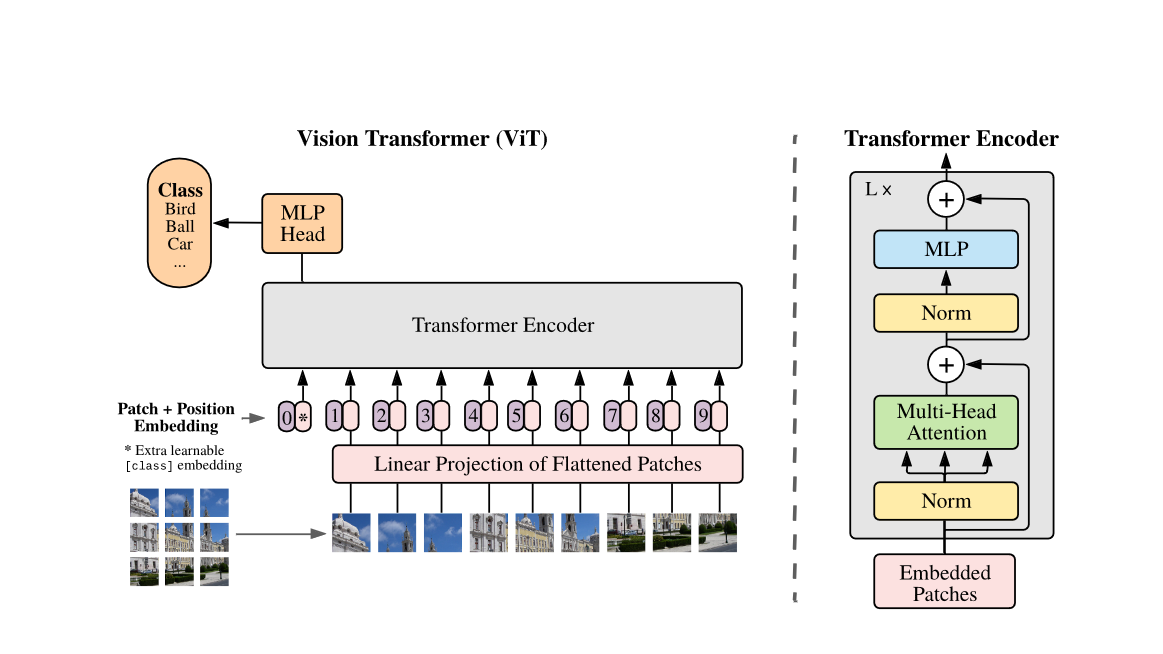 Vision Transformer (ViT)
Class
Bird
Ball
Car
...
MLP
Head
Transformer Encoder
Patch + Position
Embedding
0 * 1 2 3 4 5 6 7 8 9
* Extra learnable
[class] embedding
Linear Projection of Flattened Patches
Transformer Encoder
L ×
+
MLP
Norm
+
Multi-Head
Attention
Norm
Embedded
Patches